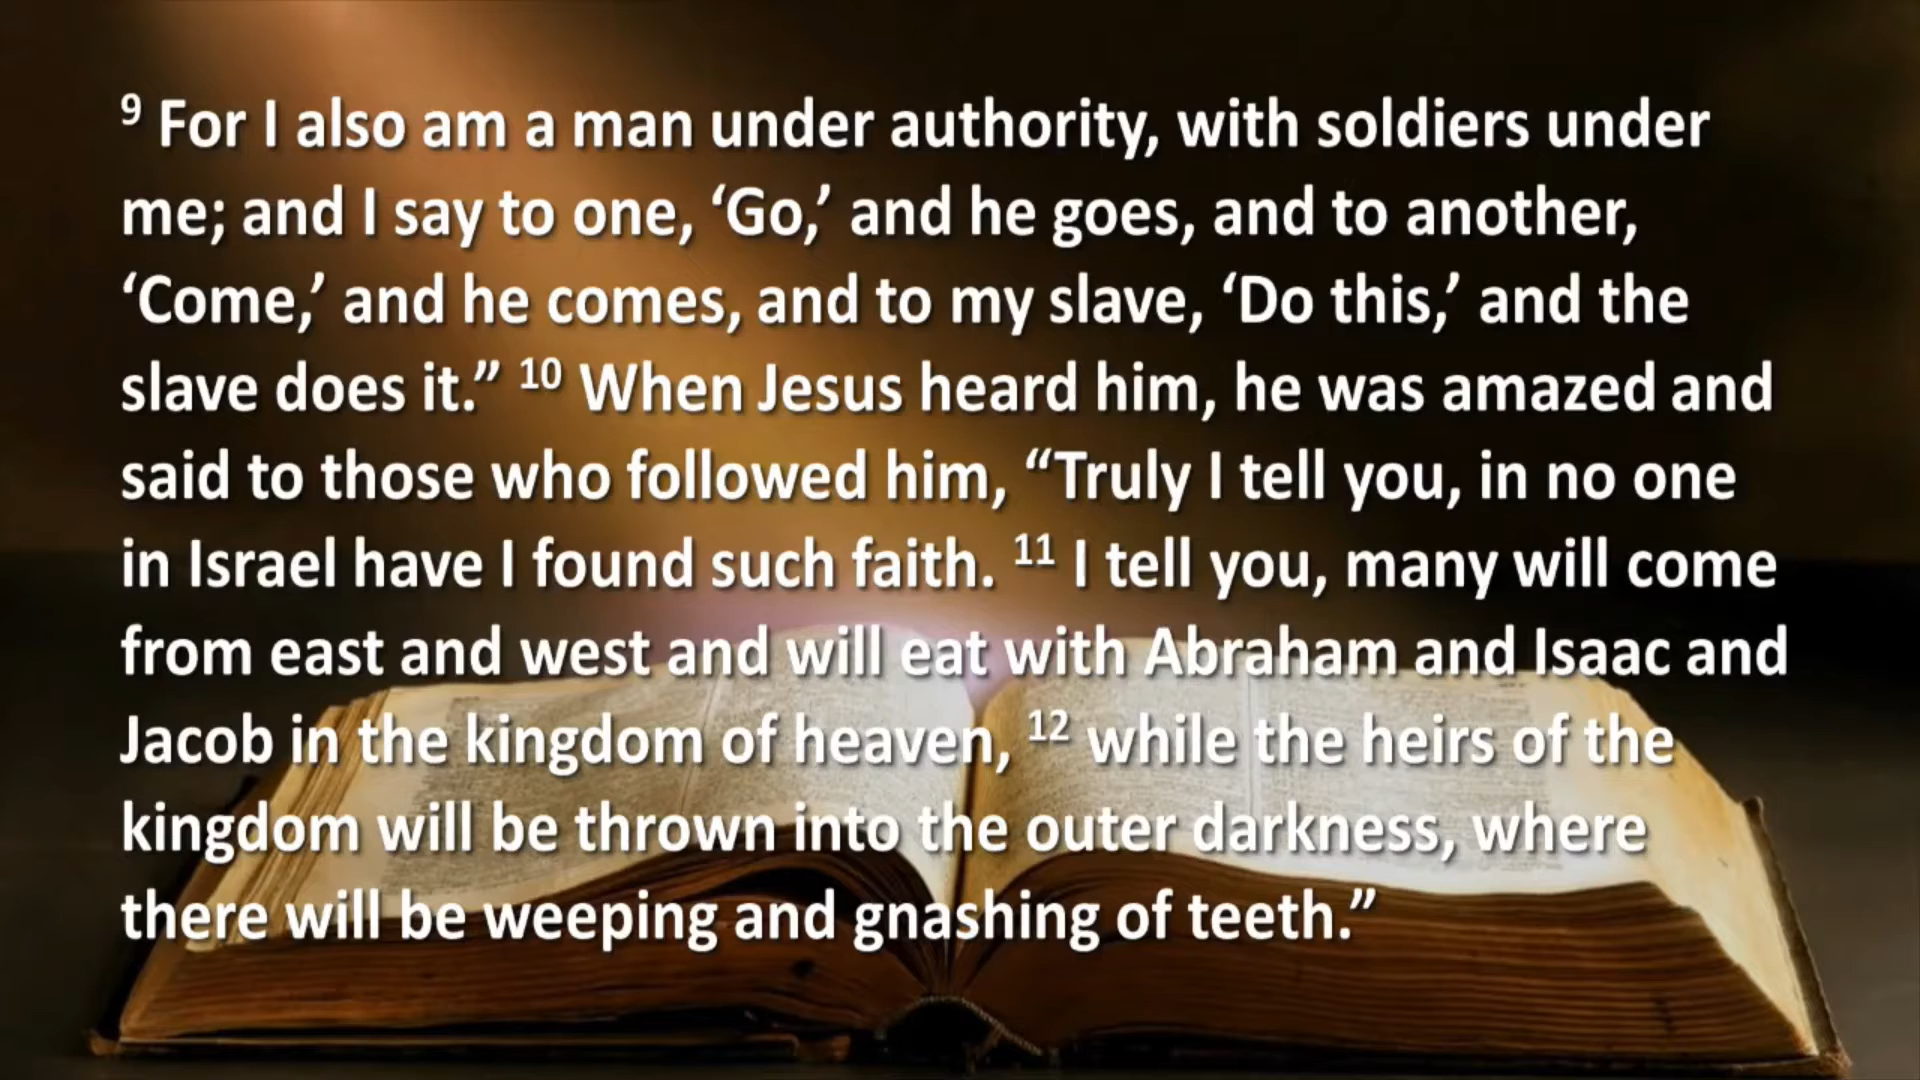 9 For I also am a man under authority, with soldiers under
me; and I say to one, ‘Go,’ and he goes, and to another,
‘Come,’ and he comes, and to my slave, ‘Do this,’ and the
slave does it.” 10 When Jesus heard him, he was amazed and
said to those who followed him, “Truly I tell you, in no one
in Israel have I found such faith. 11 I tell you, many will come
from east and west and will eat with Abraham and Isaac and
Jacob in the kingdom of heaven, 12 while the heirs of the
kingdom will be thrown into the outer darkness, where
there will be weeping and gnashing of teeth.”